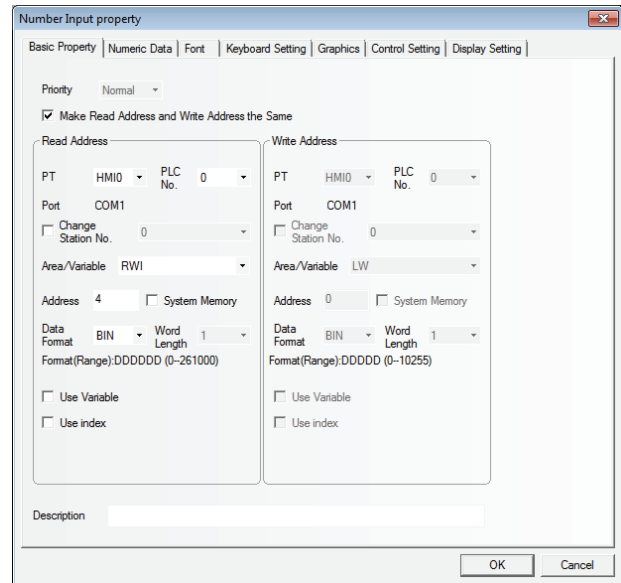 Number Input property
Basic Property Numeric Data Font Keyboard Setting Graphics Control Setting Display Setting
Priority Normal
Make Read Address and Write Address the Same
Read Address
PT HMI0 PLC No. 0
Port COM1
Change Station No. 0
Area/Variable RWI
Address 4 System Memory
Data Format BIN Word Length 1
Format(Range):DDDDDD (0--261000)
Use Variable
Use index
Write Address
PT HMI0 PLC No. 0
Port COM1
Change Station No. 0
Area/Variable LW
Address 0 System Memory
Data Format BIN Word Length 1
Format(Range):DDDDD (0--10255)
Use Variable
Use index
Description
OK Cancel